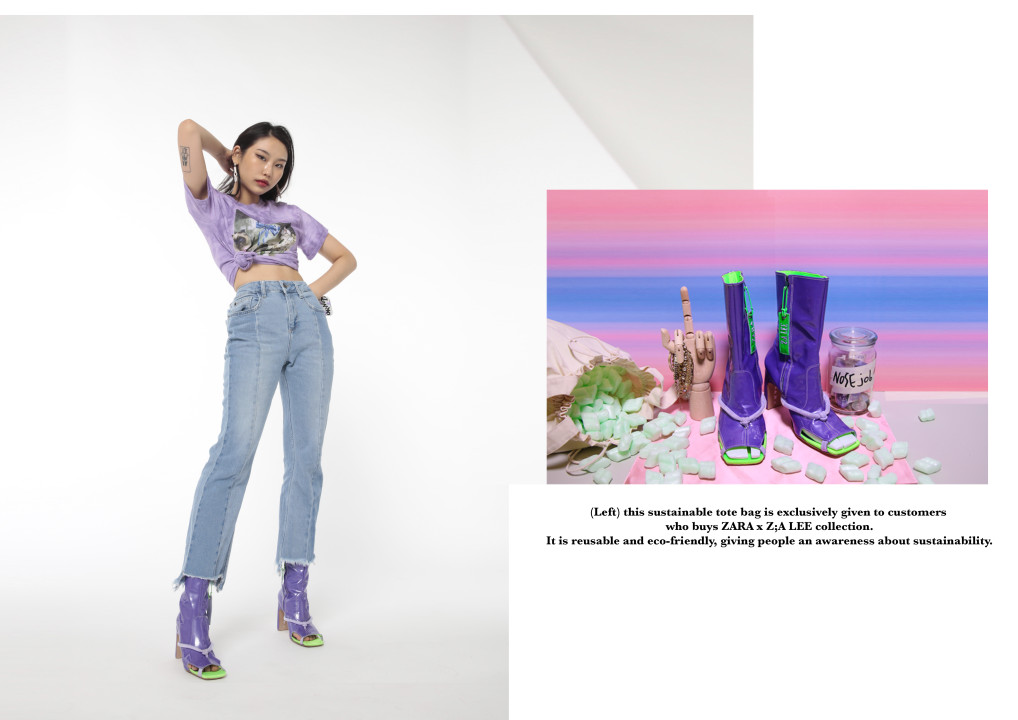 NOSE job
(Left) this sustainable tote bag is exclusively given to customers
who buys ZARA x Z;A LEE collection.
It is reusable and eco-friendly, giving people an awareness about sustainability.